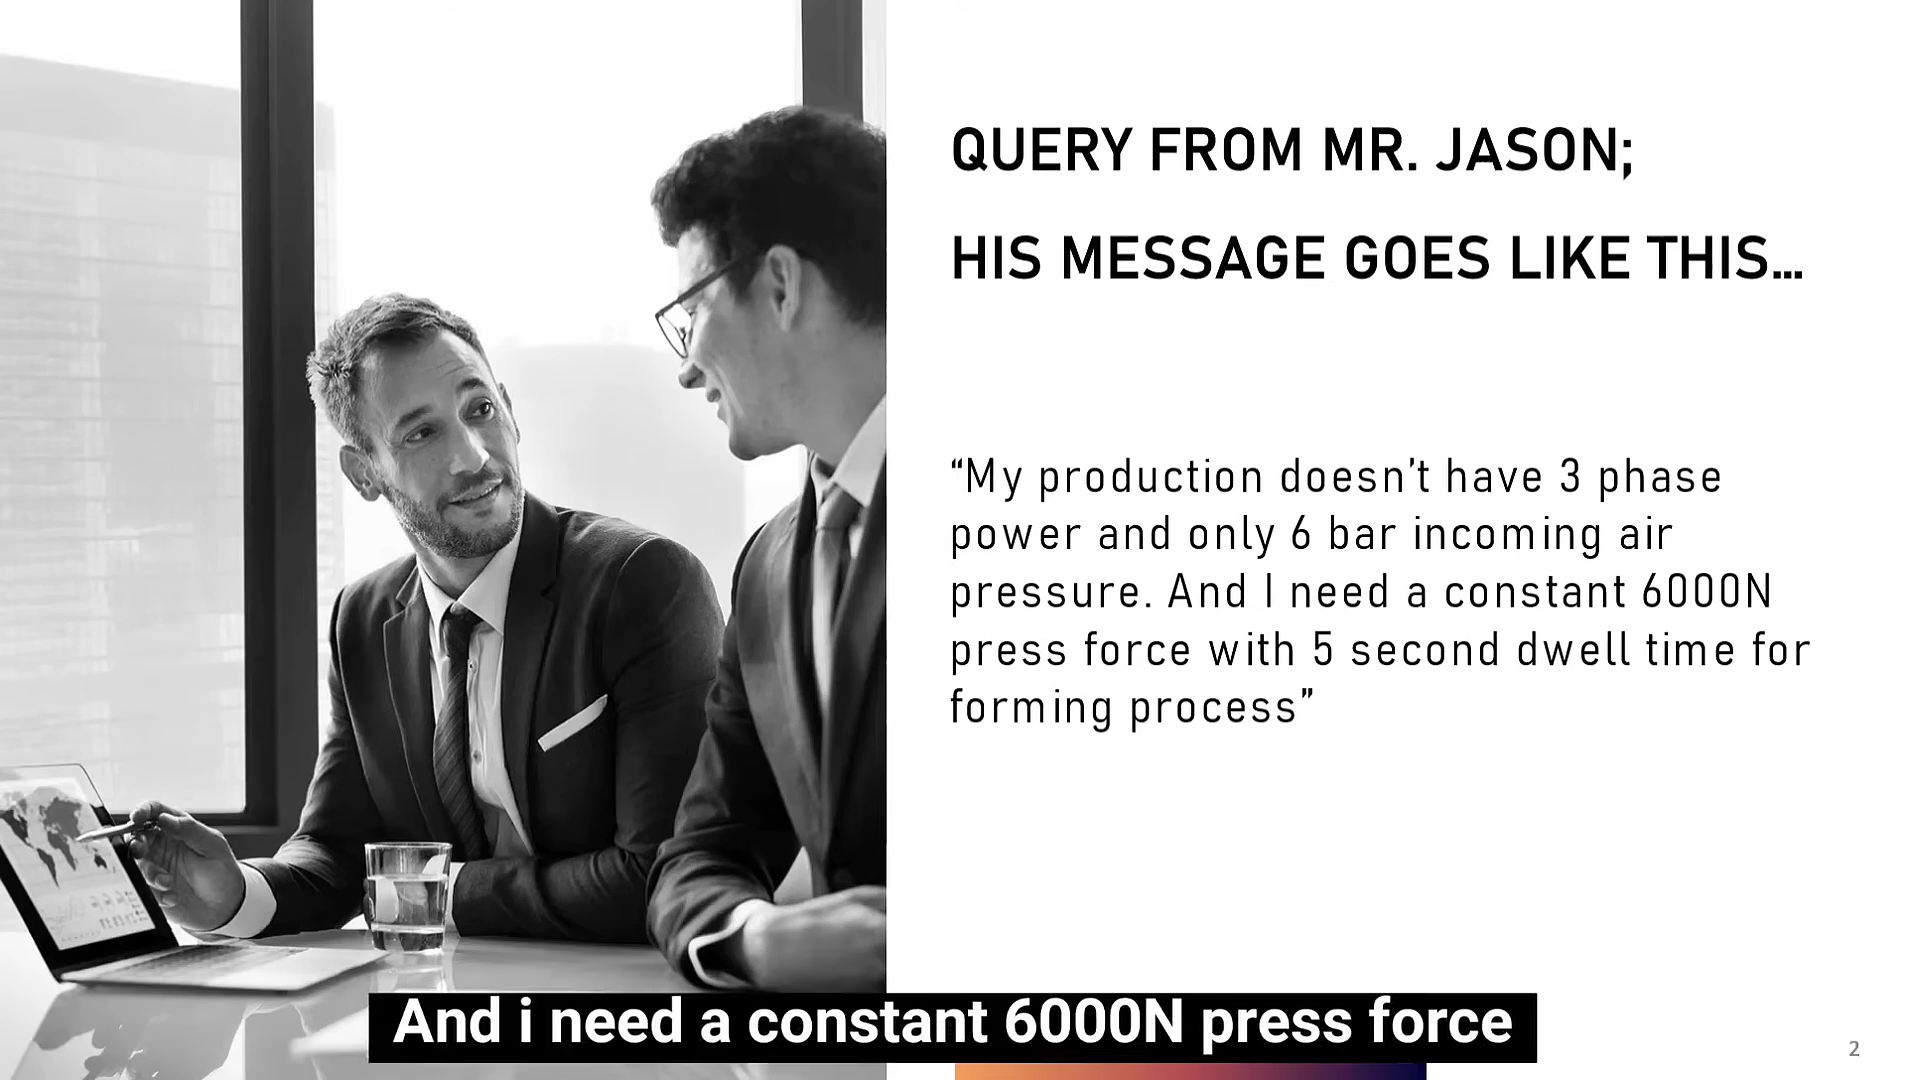 QUERY FROM MR. JASON;
HIS MESSAGE GOES LIKE THIS...
“My production doesn’t have 3 phase
power and only 6 bar incoming air
pressure. And I need a constant 6000N
press force with 5 second dwell time for
forming process”
And i need a constant 6000N press force
2